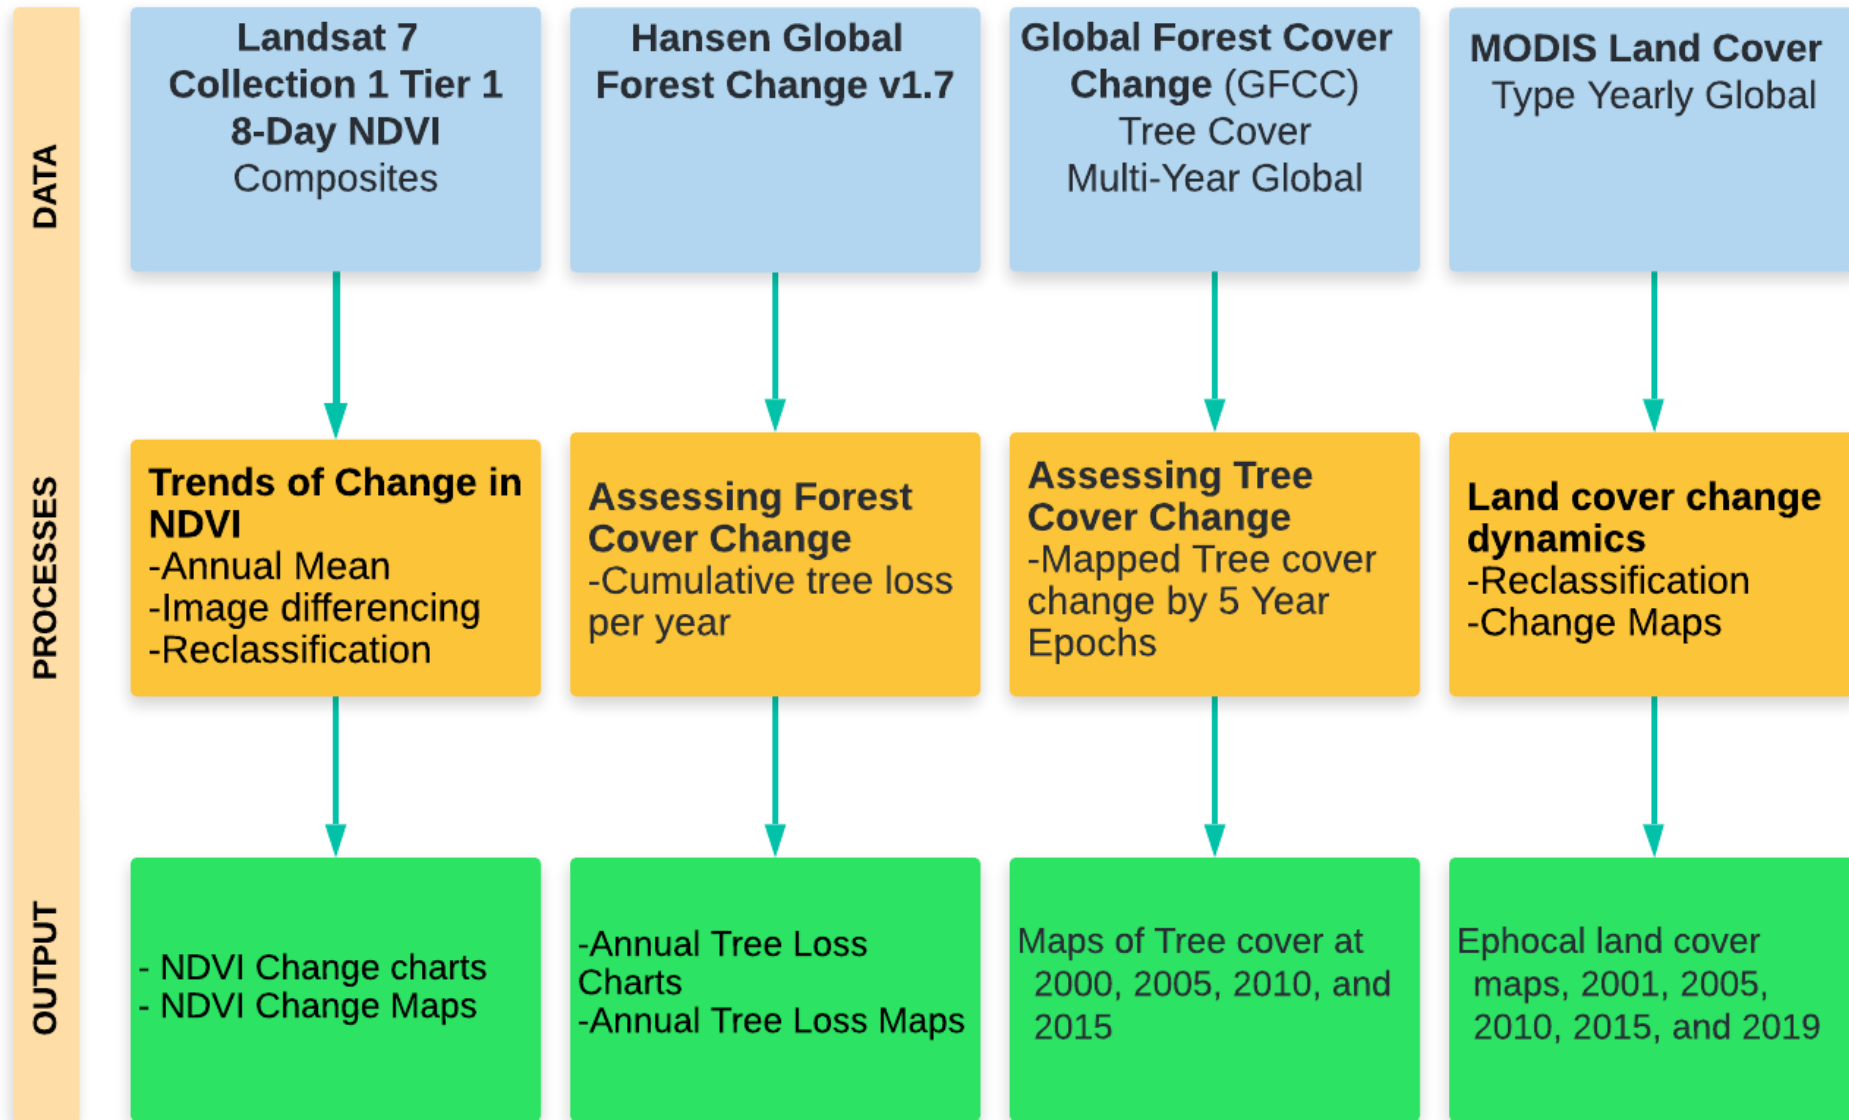 DATA
Landsat 7
Collection 1 Tier 1
8-Day NDVI
Composites
Hansen Global
Forest Change v1.7
Global Forest Cover
Change (GFCC)
Tree Cover
Multi-Year Global
MODIS Land Cover
Type Yearly Global
PROCESSES
Trends of Change in
NDVI
-Annual Mean
-Image differencing
-Reclassification
Assessing Forest
Cover Change
-Cumulative tree loss
per year
Assessing Tree
Cover Change
-Mapped Tree cover
change by 5 Year
Epochs
Land cover change
dynamics
-Reclassification
-Change Maps
OUTPUT
- NDVI Change charts
- NDVI Change Maps
-Annual Tree Loss
Charts
-Annual Tree Loss Maps
Maps of Tree cover at
2000, 2005, 2010, and
2015
Ephocal land cover
maps, 2001, 2005,
2010, 2015, and 2019